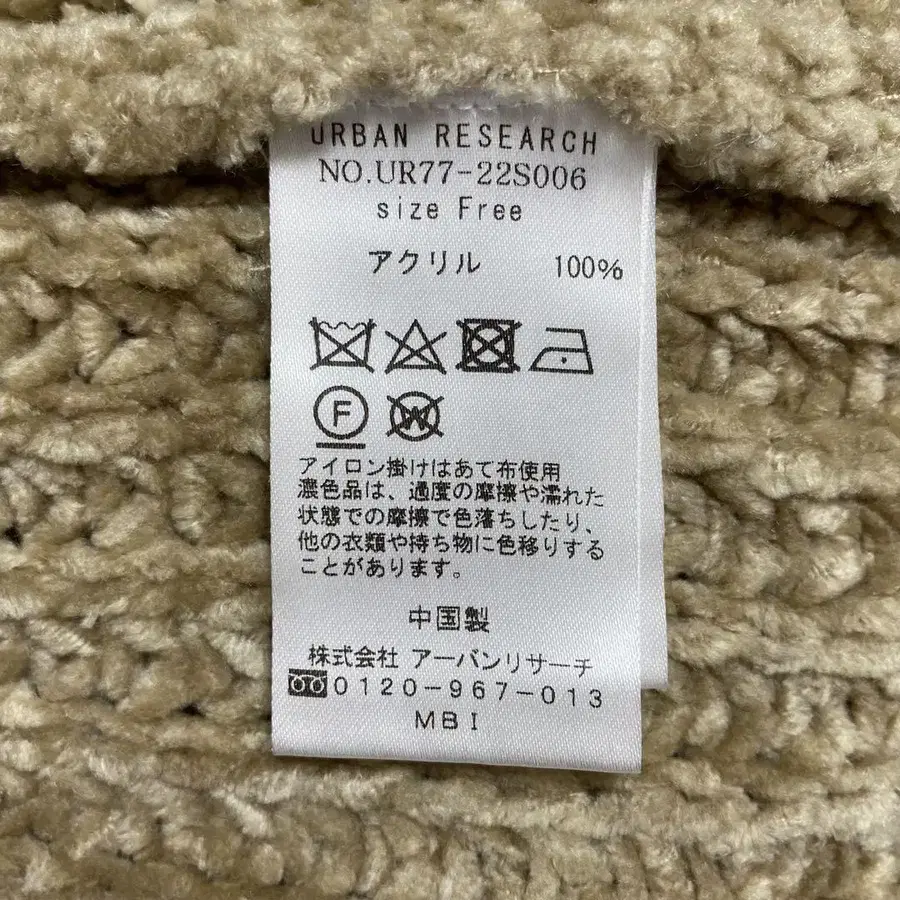 URBAN RESEARCH
NO.UR77-22S006
size Free
アクリル 100%
F
W
アイロン掛けはあて布使用
濃色品は、過度の摩擦や濡れた
状態での摩擦で色落ちしたり、
他の衣類や持ち物に色移りする
ことがあります。
中国製
株式会社 アーバンリサーチ
0120-967-013
MBI